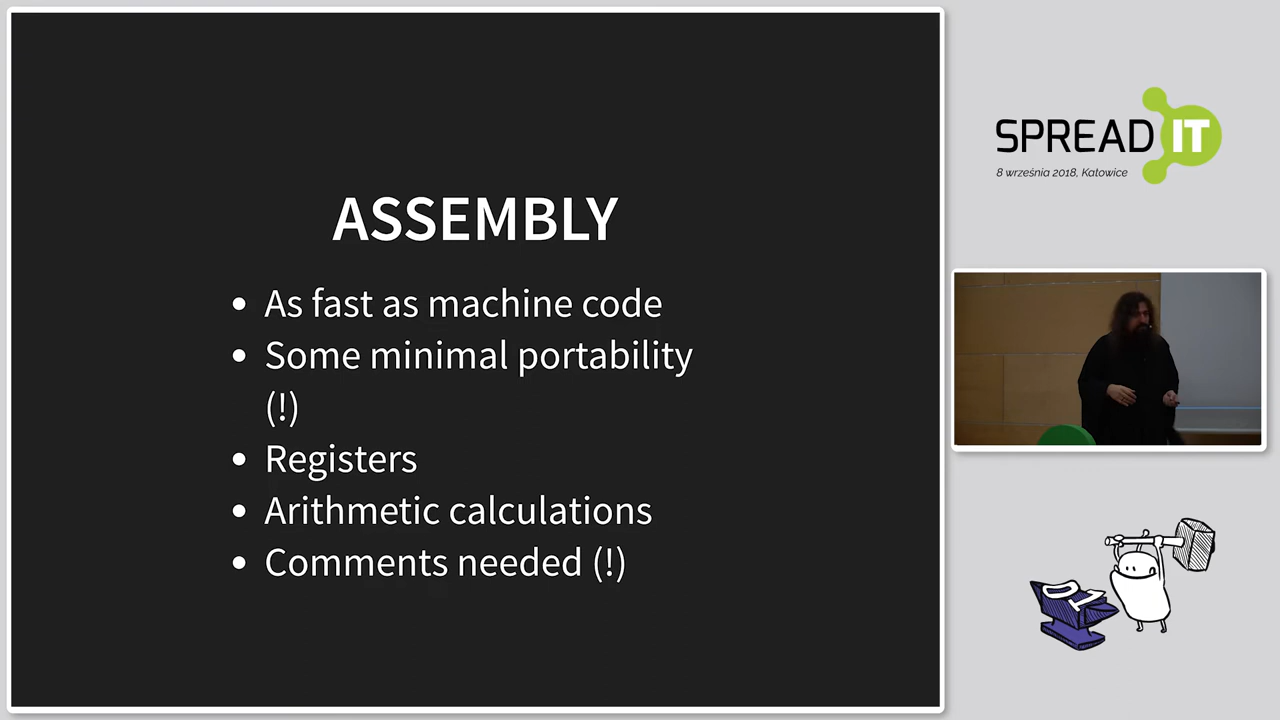 ASSEMBLY
• As fast as machine code
• Some minimal portability
(!)
• Registers
• Arithmetic calculations
• Comments needed (!)
SPREAD IT
8 września 2018, Katowice
01